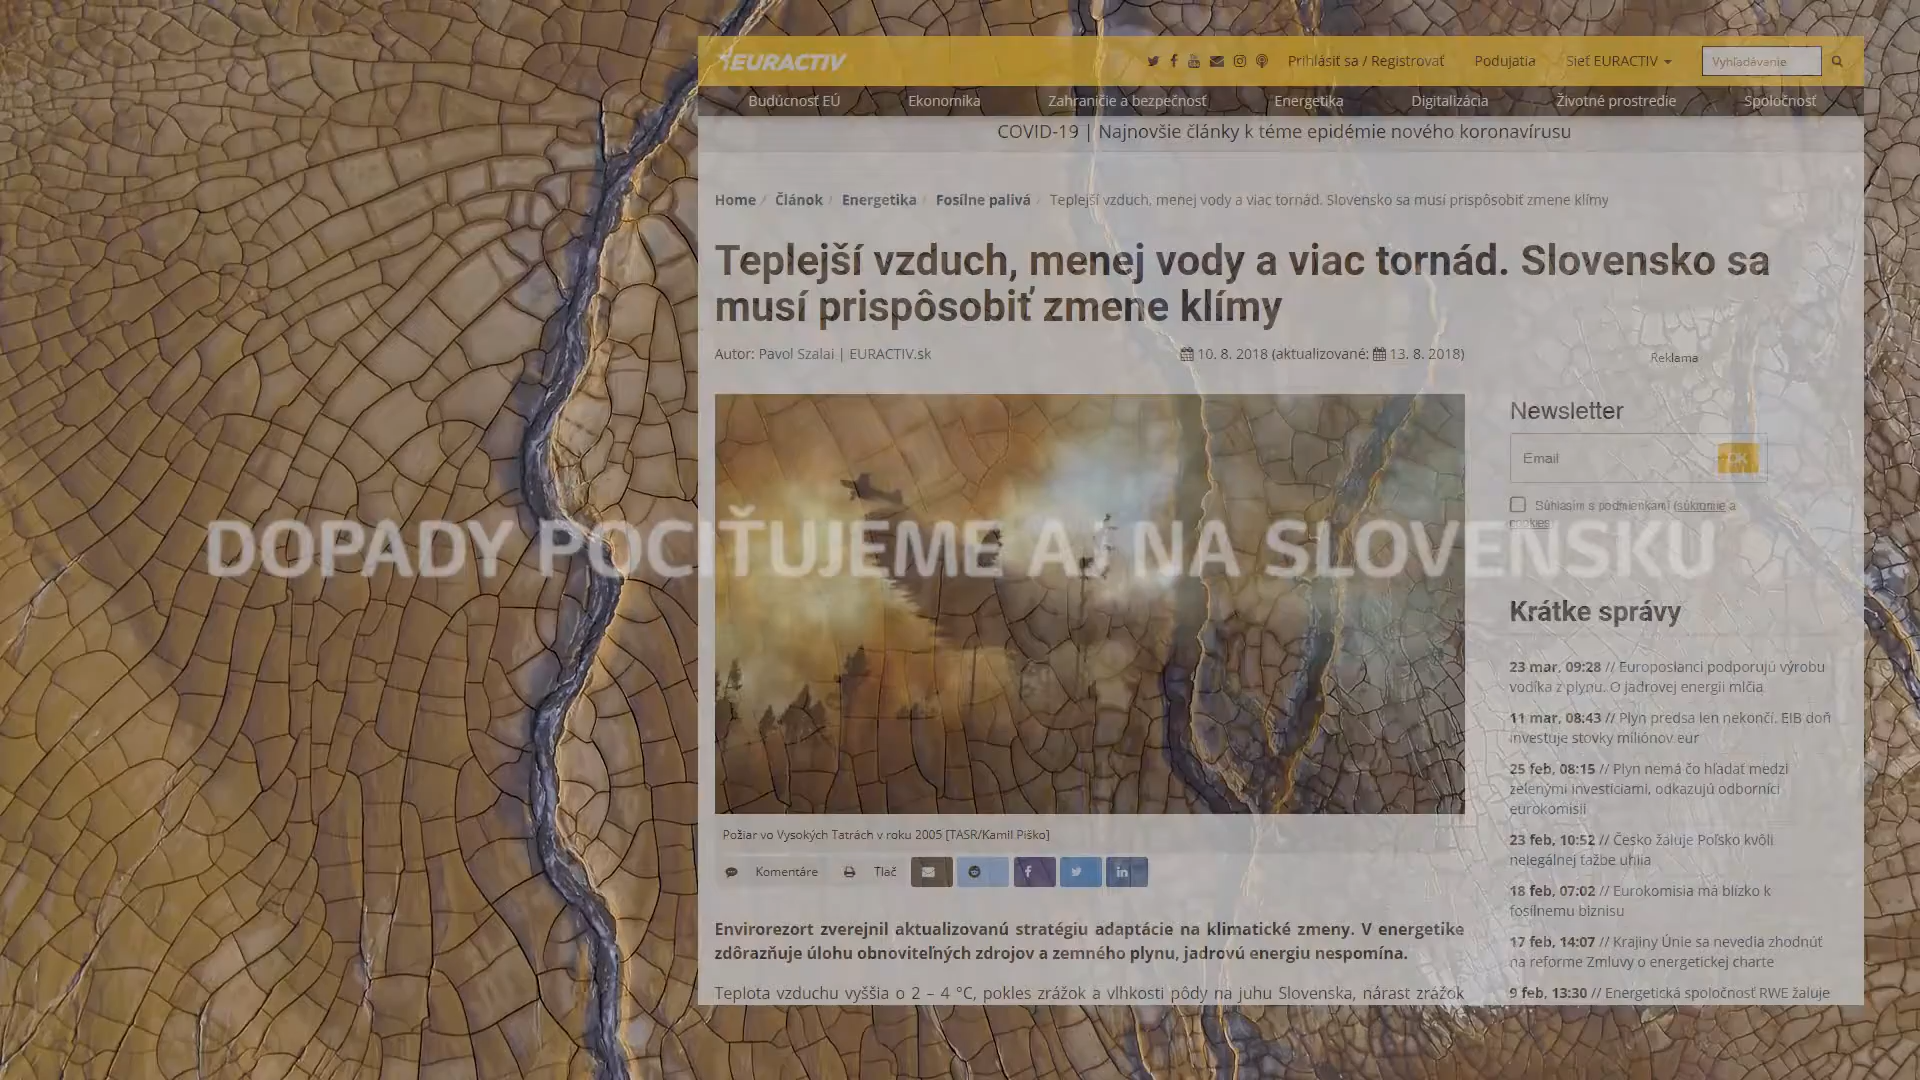 EURACTIV
Prihlásiť sa / Registrovať
Podujatia
Sieť EURACTIV
Vyhľadávanie
Budúcnosť EÚ
Ekonomika
Zahraničie a bezpečnosť
Energetika
Digitalizácia
Životné prostredie
Spoločnosť
COVID-19 | Najnovšie články k téme epidémie nového koronavírusu
Home / Článok / Energetika / Fosílne palivá / Teplejší vzduch, menej vody a viac tornád. Slovensko sa musí prispôsobiť zmene klímy
Teplejší vzduch, menej vody a viac tornád. Slovensko sa
musí prispôsobiť zmene klímy
Autor: Pavol Szalai | EURACTIV.sk
10. 8. 2018 (aktualizované: 13. 8. 2018)
Reklama
Newsletter
Email
OK
Súhlasím s podmienkami (súkromie a
cookies)
DOPADY POCIŤUJEME AJ NA SLOVENSKU
Krátke správy
23 mar, 09:28 // Europoslanci podporujú výrobu
vodíka z plynu. O jadrovej energii mlčia
11 mar, 08:43 // Plyn predsa len nekončí. EIB doň
investuje stovky miliónov eur
25 feb, 08:15 // Plyn nemá čo hľadať medzi
zelenými investíciami, odkazujú odborníci
eurokomisii
23 feb, 10:52 // Česko žaluje Poľsko kvôli
nelegálnej ťažbe uhlia
18 feb, 07:02 // Eurokomisia má blízko k
fosílnemu biznisu
17 feb, 14:07 // Krajiny Únie sa nevedia zhodnúť
na reforme Zmluvy o energetickej charte
9 feb, 13:30 // Energetická spoločnosť RWE žaluje
Požiar vo Vysokých Tatrách v roku 2005 [TASR/Kamil Piško]
Komentáre
Tlač
Envirorezort zverejnil aktualizovanú stratégiu adaptácie na klimatické zmeny. V energetike
zdôrazňuje úlohu obnoviteľných zdrojov a zemného plynu, jadrovú energiu nespomína.
Teplota vzduchu vyššia o 2 – 4 °C, pokles zrážok a vlhkosti pôdy na juhu Slovenska, nárast zrážok